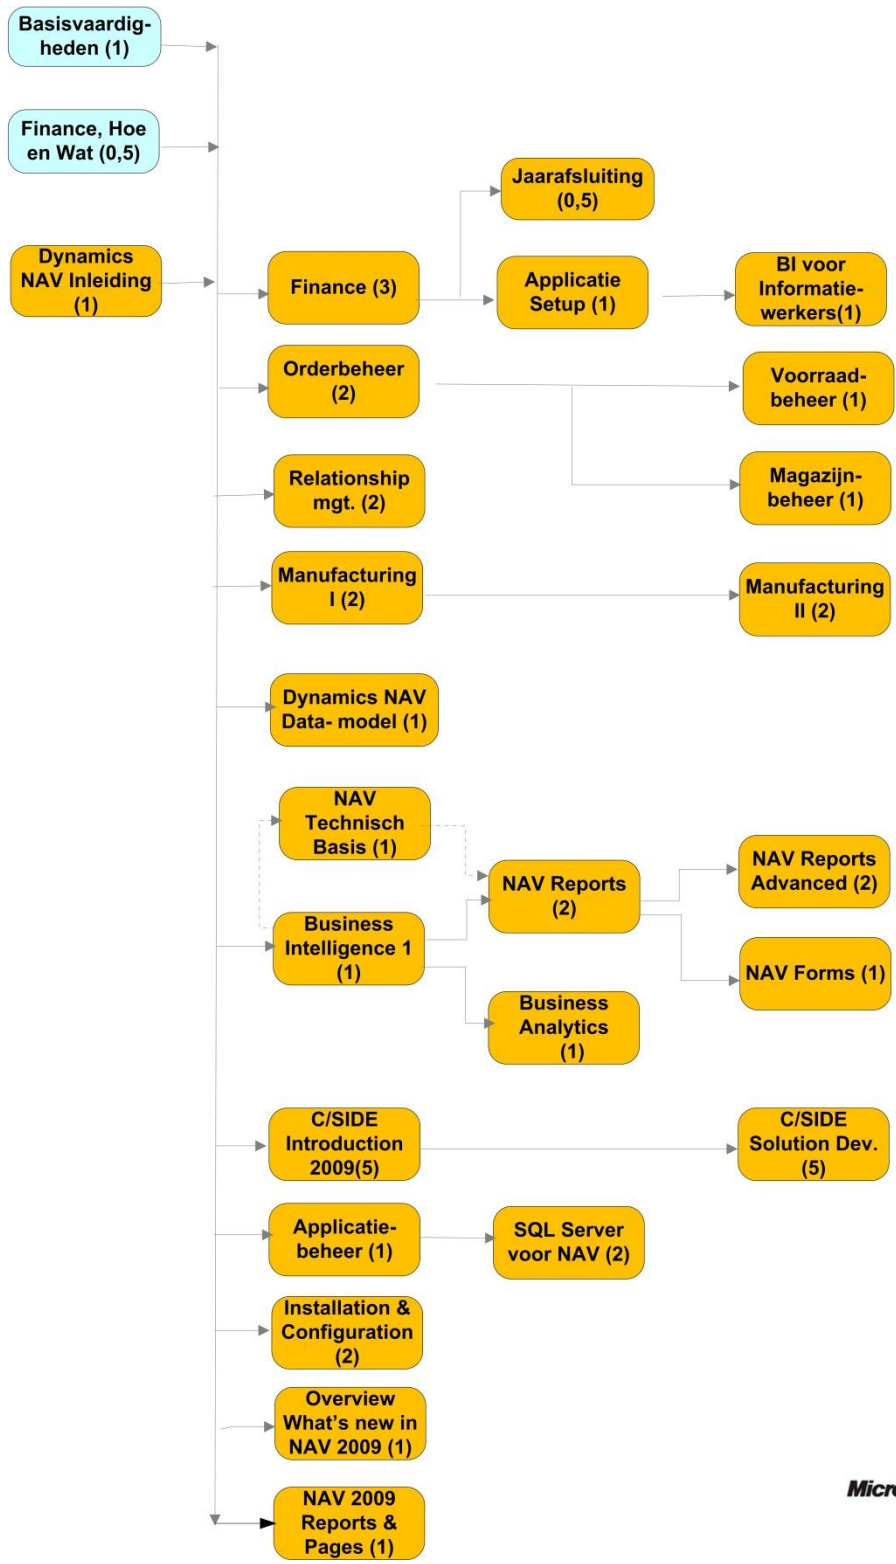 Basisvaardig-
heden (1)
Finance, Hoe
en Wat (0,5)
Dynamics
NAV Inleiding
(1)
Finance (3)
Jaarafsluiting
(0,5)
Applicatie
Setup (1)
BI voor
Informatie-
werkers(1)
Orderbeheer
(2)
Voorraad-
beheer (1)
Magazijn-
beheer (1)
Relationship
mgt. (2)
Manufacturing
I (2)
Manufacturing
II (2)
Dynamics NAV
Data- model (1)
NAV
Technisch
Basis (1)
Business
Intelligence 1
(1)
NAV Reports
(2)
Business
Analytics
(1)
NAV Reports
Advanced (2)
NAV Forms (1)
C/SIDE
Introduction
2009(5)
C/SIDE
Solution Dev.
(5)
Applicatie-
beheer (1)
SQL Server
voor NAV (2)
Installation &
Configuration
(2)
Overview
What's new in
NAV 2009 (1)
NAV 2009
Reports &
Pages (1)